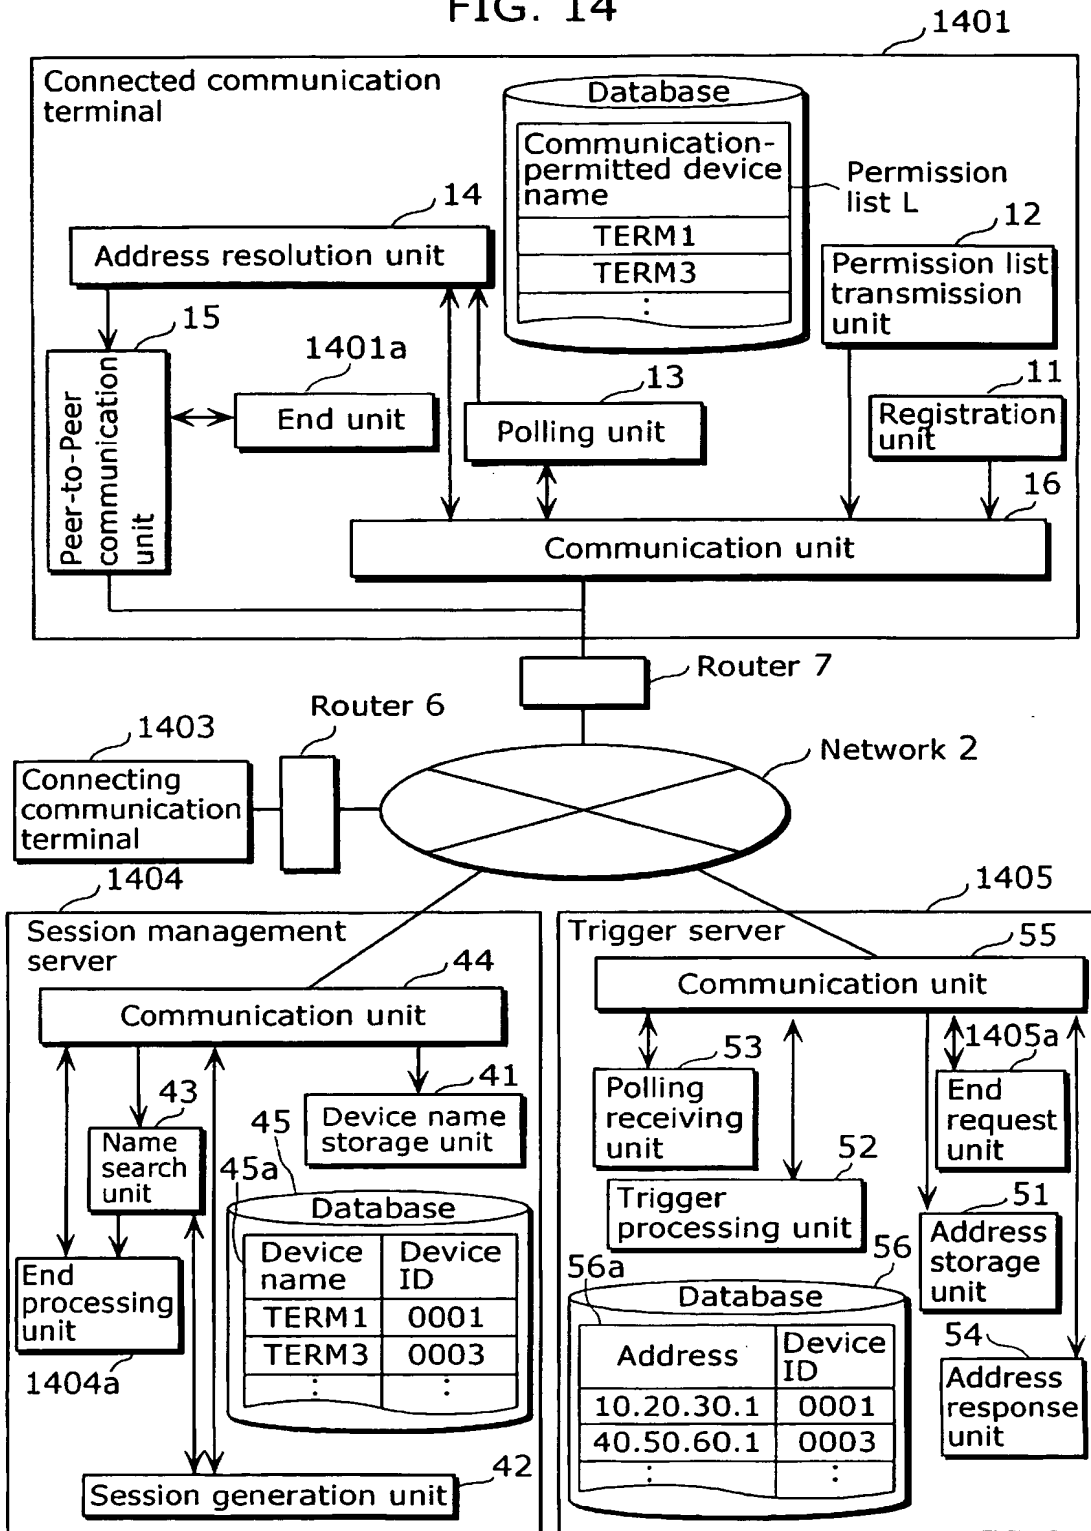 FIG. 14
1401
Connected communication
terminal
Database
Communication-
permitted device
name
TERM1
TERM3
:
Permission
list L
14
Address resolution unit
12
Permission list
transmission
unit
15
Peer-to-Peer
communication
unit
1401a
End unit
13
Polling unit
11
Registration
unit
16
Communication unit
Router 7
Router 6
Network 2
1403
Connecting
communication
terminal
1404
Session management
server
44
Communication unit
43
Name
search
unit
41
Device name
storage unit
45
45a
Database
Device
name
Device
ID
TERM1 0001
TERM3 0003
: :
End
processing
unit
1404a
42
Session generation unit
1405
Trigger server
55
Communication unit
53
Polling
receiving
unit
1405a
End
request
unit
52
Trigger
processing unit
51
Address
storage
unit
56
56a
Database
Address
Device
ID
10.20.30.1 0001
40.50.60.1 0003
: :
54
Address
response
unit